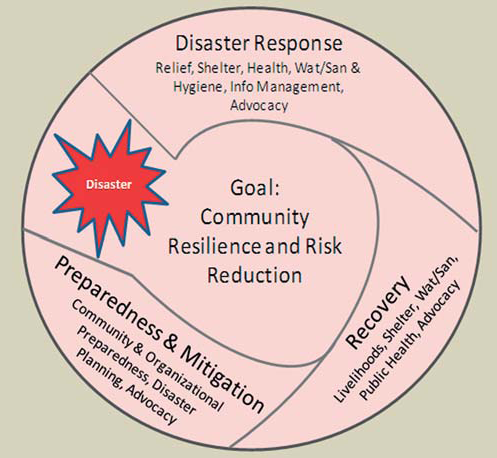 Disaster Response
Relief, Shelter, Health, Wat/San &
Hygiene, Info Management,
Advocacy
Disaster
Goal:
Community
Resilience and Risk
Reduction
Recovery
Livelihoods, Shelter, Wat/San,
Public Health, Advocacy
Preparedness & Mitigation
Community & Organizational
Preparedness, Disaster
Planning, Advocacy